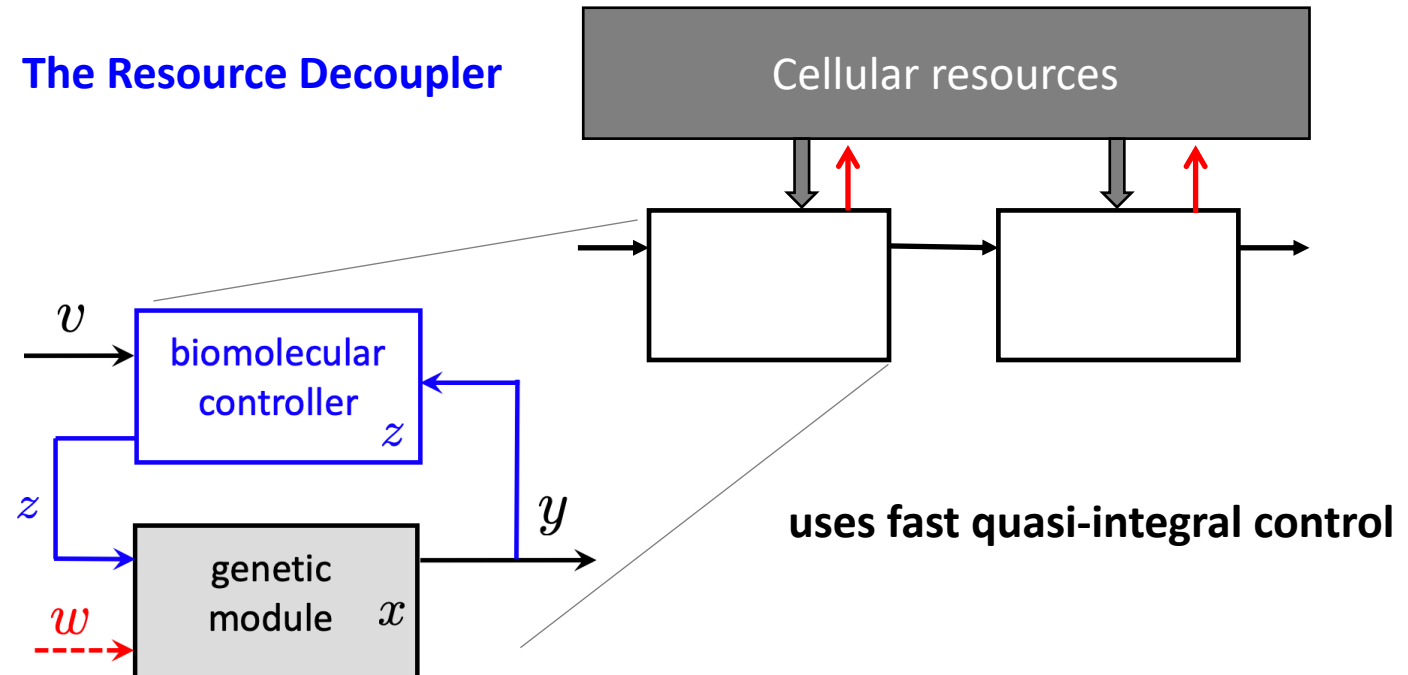 The Resource Decoupler
Cellular resources
v
biomolecular
controller
z
z
y
genetic
module x
w
uses fast quasi-integral control